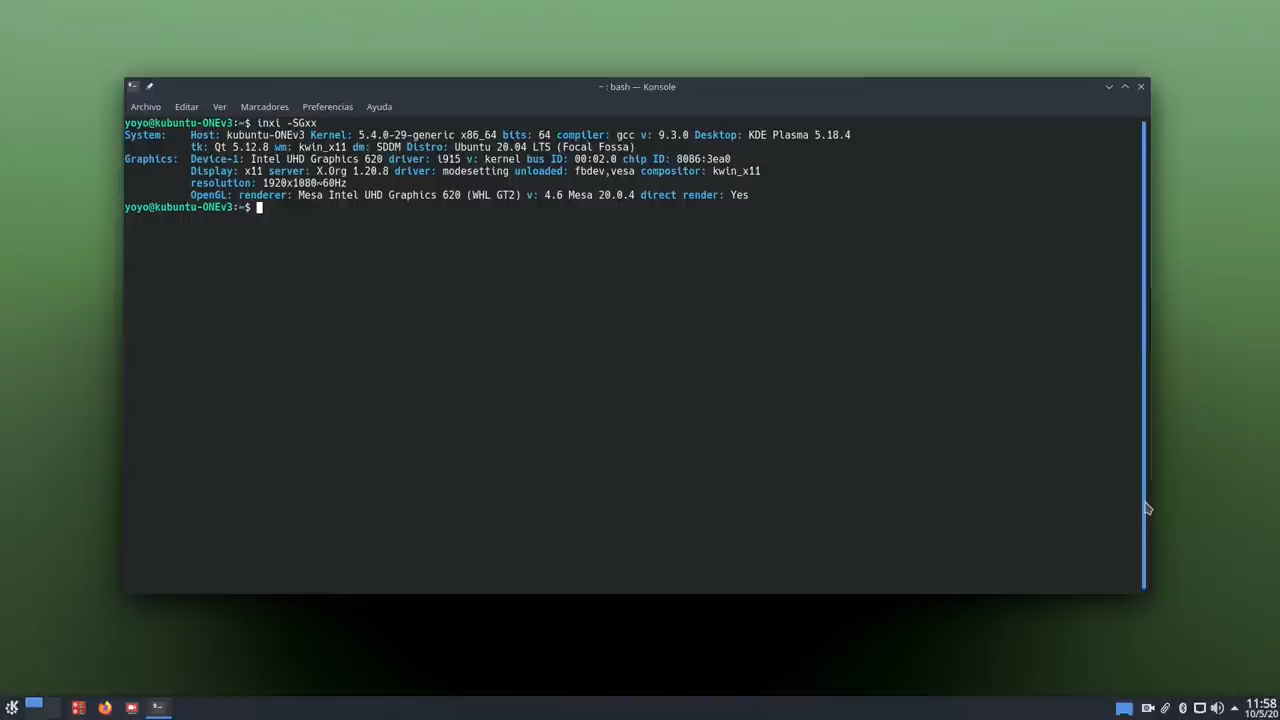 ~ : bash — Konsole
Archivo Editar Ver Marcadores Preferencias Ayuda
yoyo@kubuntu-ONEv3:~$ inxi -SGxx
System: Host: kubuntu-ONEv3 Kernel: 5.4.0-29-generic x86_64 bits: 64 compiler: gcc v: 9.3.0 Desktop: KDE Plasma 5.18.4
tk: Qt 5.12.8 wm: kwin_x11 dm: SDDM Distro: Ubuntu 20.04 LTS (Focal Fossa)
Graphics: Device-1: Intel UHD Graphics 620 driver: i915 v: kernel bus ID: 00:02.0 chip ID: 8086:3ea0
Display: x11 server: X.Org 1.20.8 driver: modesetting unloaded: fbdev,vesa compositor: kwin_x11
resolution: 1920x1080~60Hz
OpenGL: renderer: Mesa Intel UHD Graphics 620 (WHL GT2) v: 4.6 Mesa 20.0.4 direct render: Yes
yoyo@kubuntu-ONEv3:~$
11:58
10/5/20